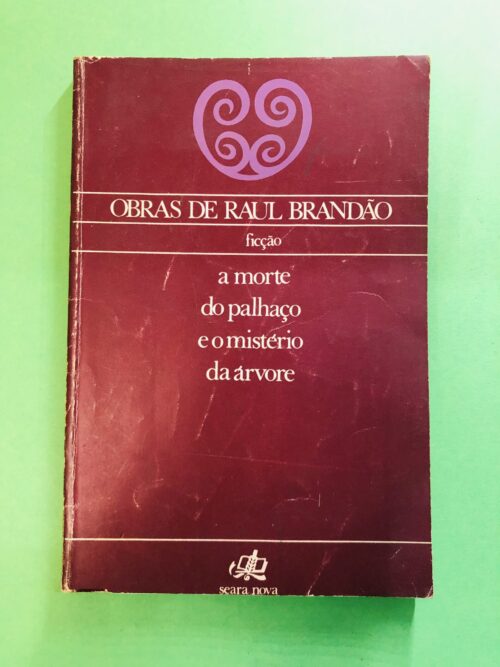 OBRAS DE RAUL BRANDÃO
ficção
a morte
do palhaço
e o mistério
da árvore
seara nova